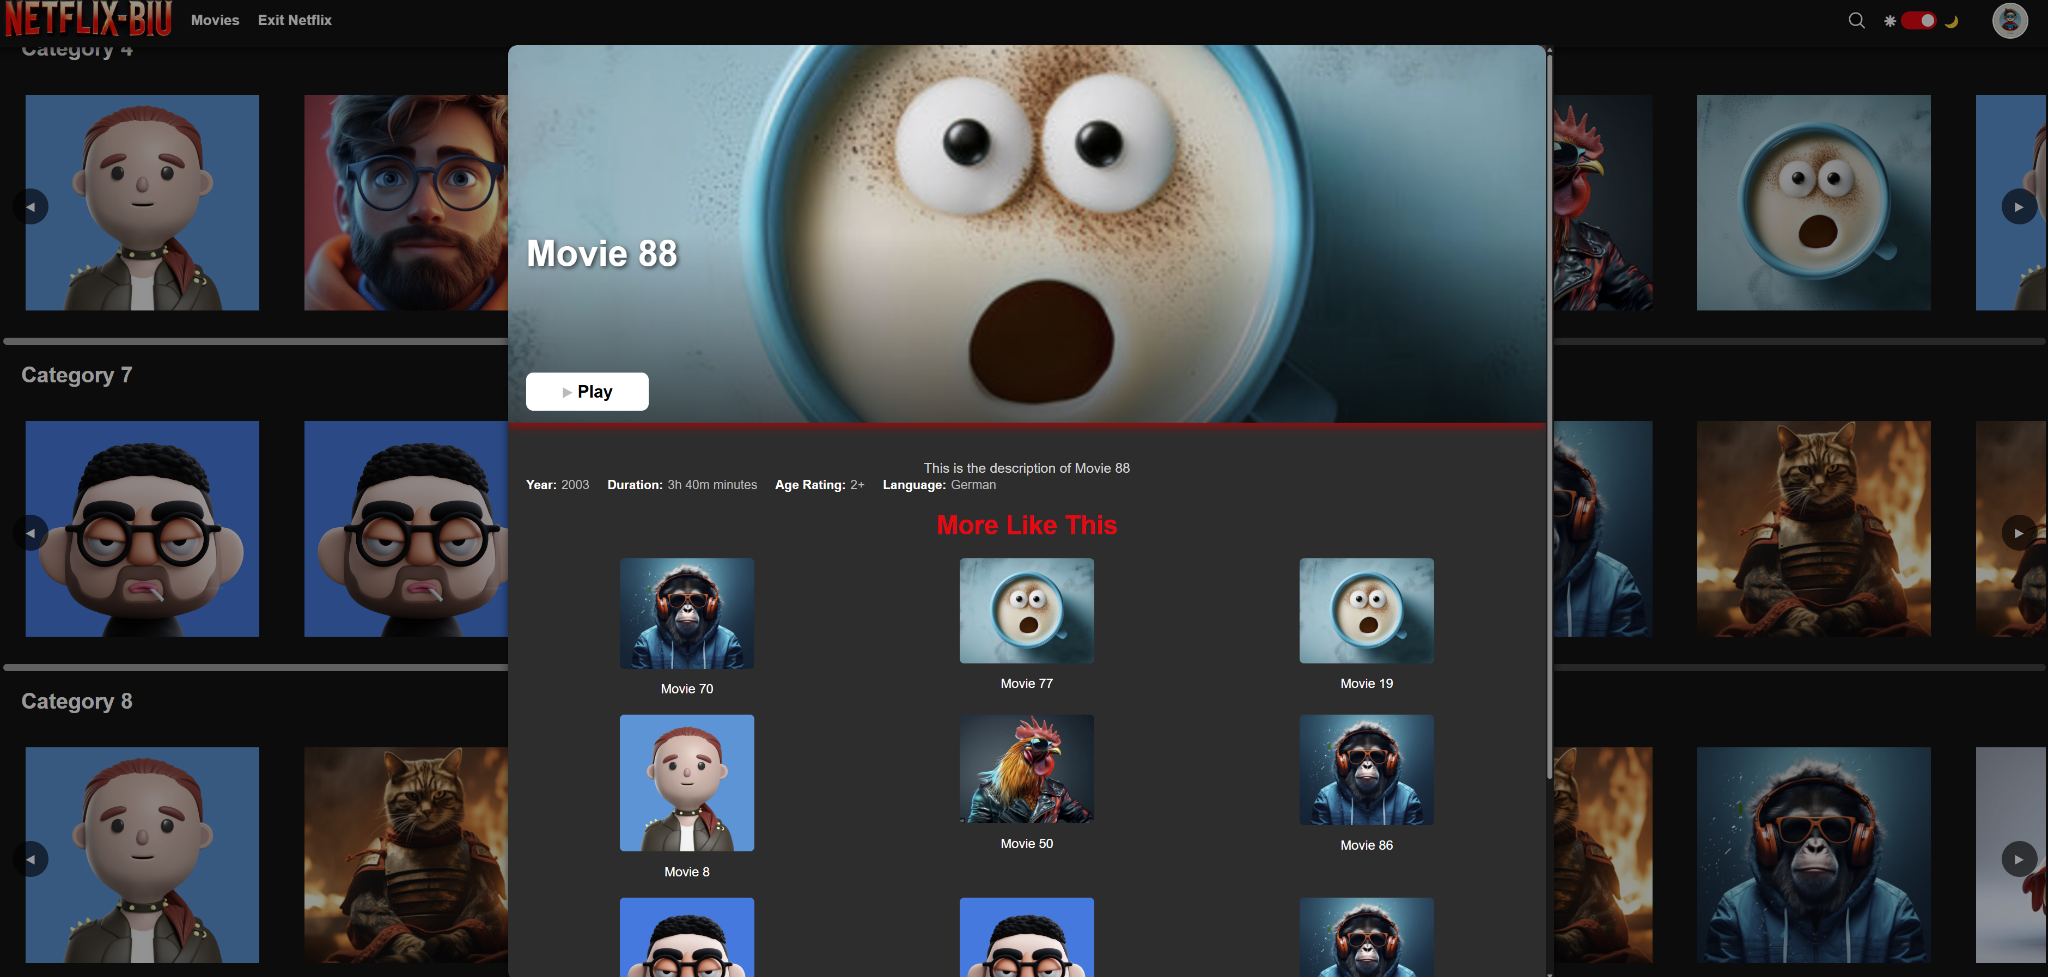 NETFLIX-BIU Movies Exit Netflix
Category 4
Movie 88
▶ Play
Category 7
This is the description of Movie 88
Year: 2003 Duration: 3h 40m minutes Age Rating: 2+ Language: German
More Like This
Movie 70
Movie 77
Movie 19
Category 8
Movie 8
Movie 50
Movie 86